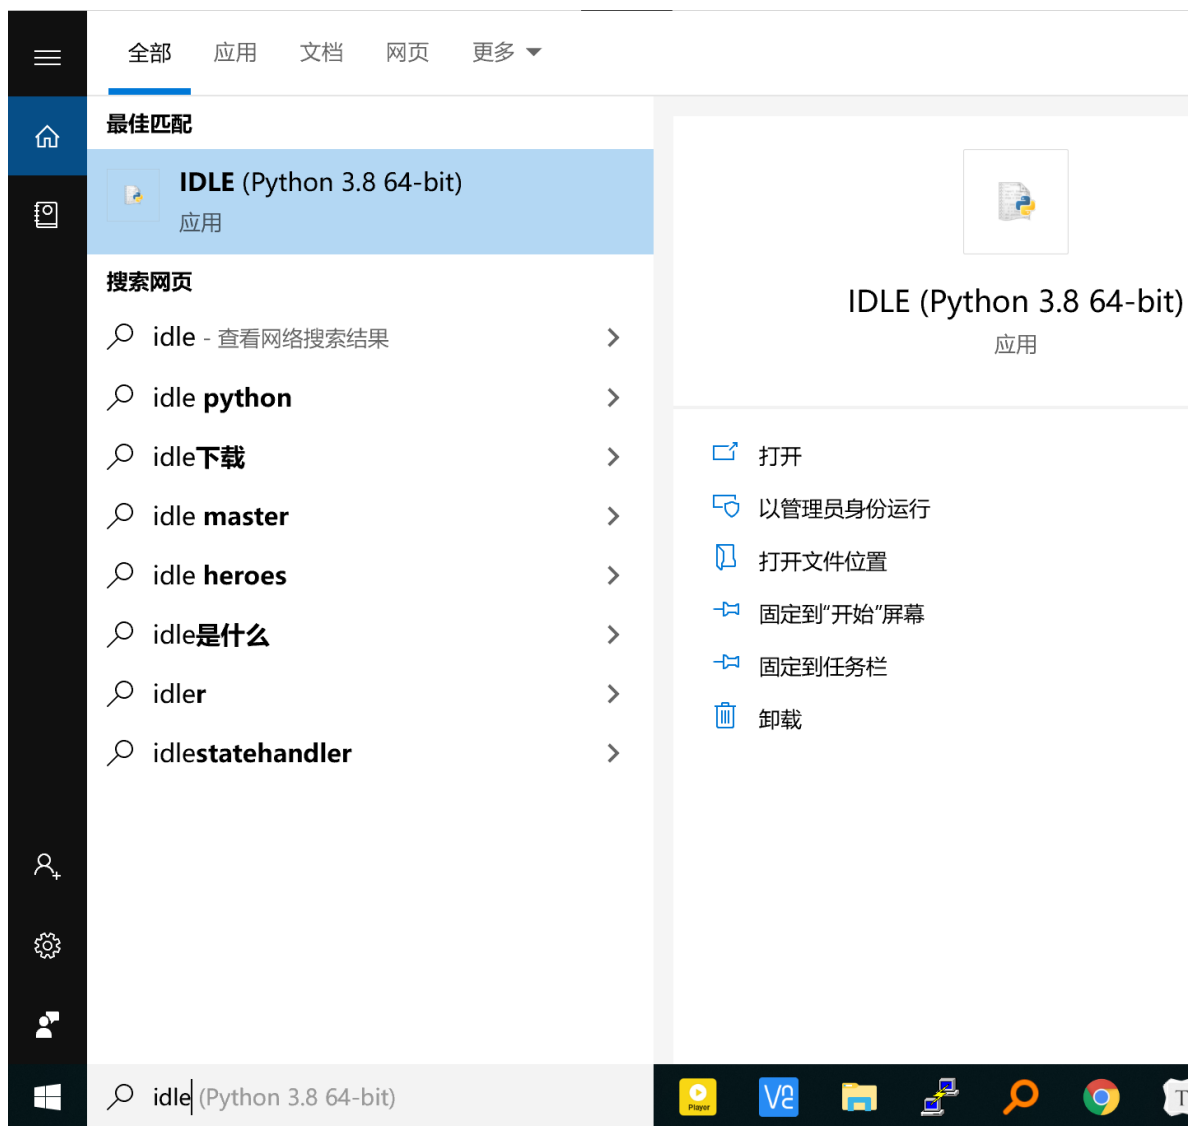 全部 应用 文档 网页 更多
最佳匹配
IDLE (Python 3.8 64-bit)
应用
搜索网页
idle - 查看网络搜索结果
idle python
idle下载
idle master
idle heroes
idle是什么
idler
idlestatehandler
IDLE (Python 3.8 64-bit)
应用
打开
以管理员身份运行
打开文件位置
固定到“开始”屏幕
固定到任务栏
卸载
idle (Python 3.8 64-bit)
Player
T